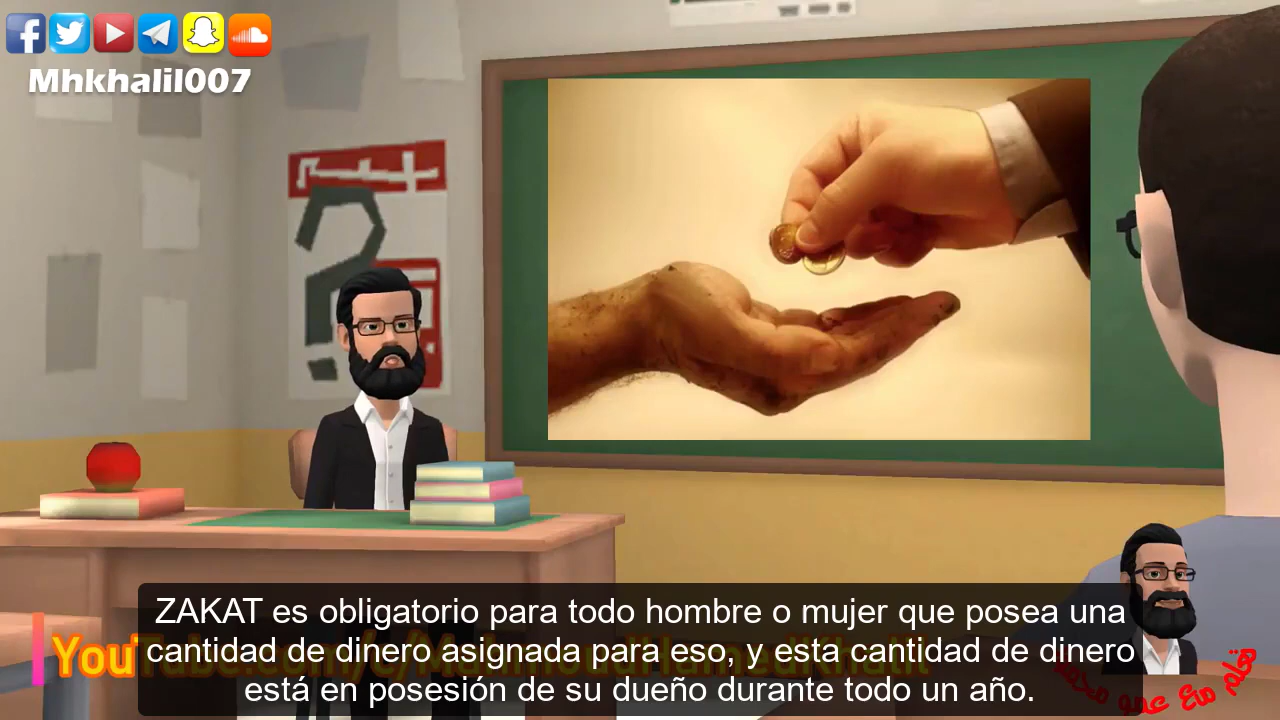 Mhkhalil007
ZAKAT es obligatorio para todo hombre o mujer que posea una
cantidad de dinero asignada para eso, y esta cantidad de dinero
está en posesión de su dueño durante todo un año.